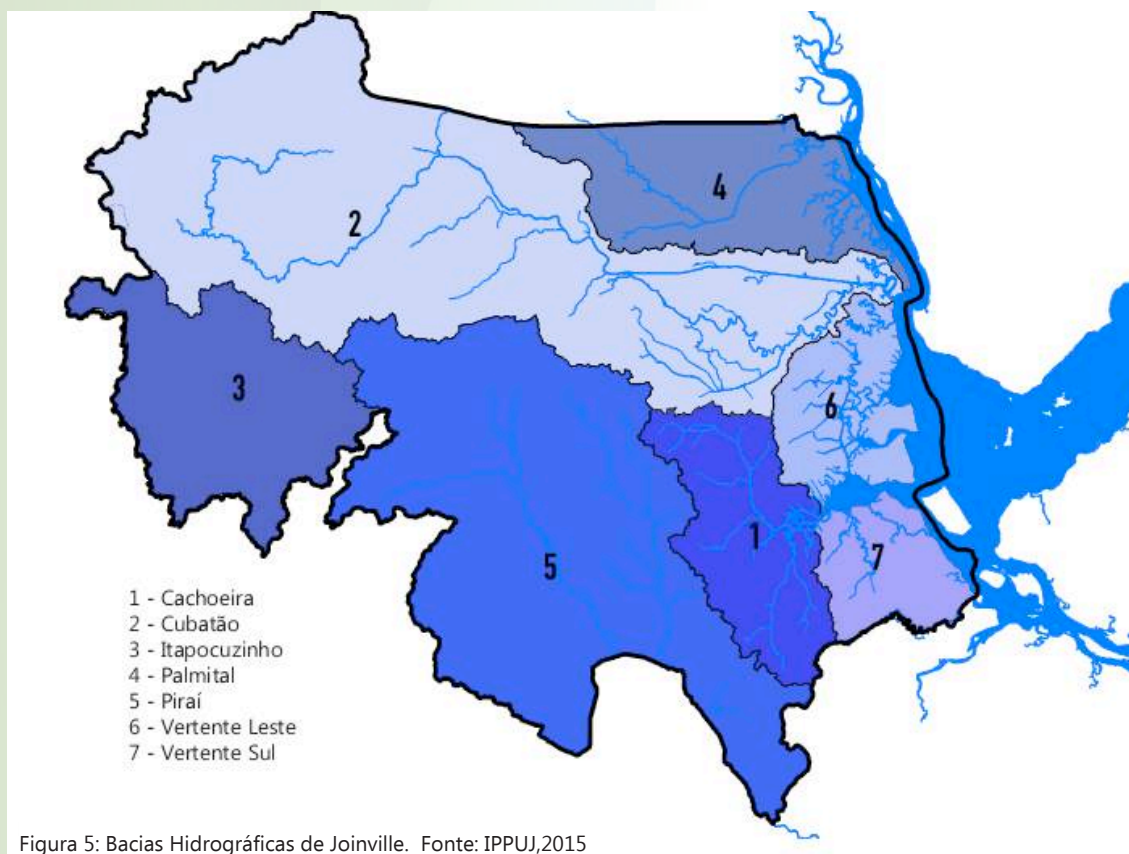 4
2
3
6
1
5
7
1 - Cachoeira
2 - Cubatão
3 - Itapocuzinho
4 - Palmital
5 - Piraí
6 - Vertente Leste
7 - Vertente Sul
Figura 5: Bacias Hidrográficas de Joinville. Fonte: IPPUJ,2015